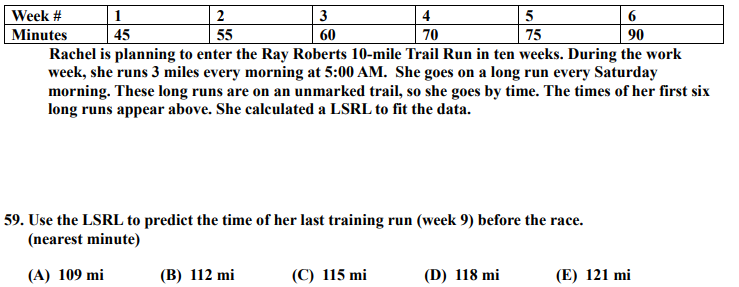 Week # 1 2 3 4 5 6
Minutes 45 55 60 70 75 90
Rachel is planning to enter the Ray Roberts 10-mile Trail Run in ten weeks. During the work
week, she runs 3 miles every morning at 5:00 AM. She goes on a long run every Saturday
morning. These long runs are on an unmarked trail, so she goes by time. The times of her first six
long runs appear above. She calculated a LSRL to fit the data.
59. Use the LSRL to predict the time of her last training run (week 9) before the race.
(nearest minute)
(A) 109 mi (B) 112 mi (C) 115 mi (D) 118 mi (E) 121 mi